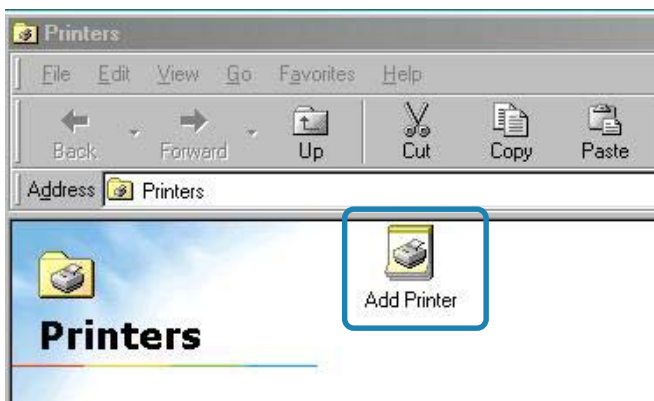 Printers
File Edit View Go Favorites Help
Back Forward Up Cut Copy Paste
Address Printers
Add Printer
Printers